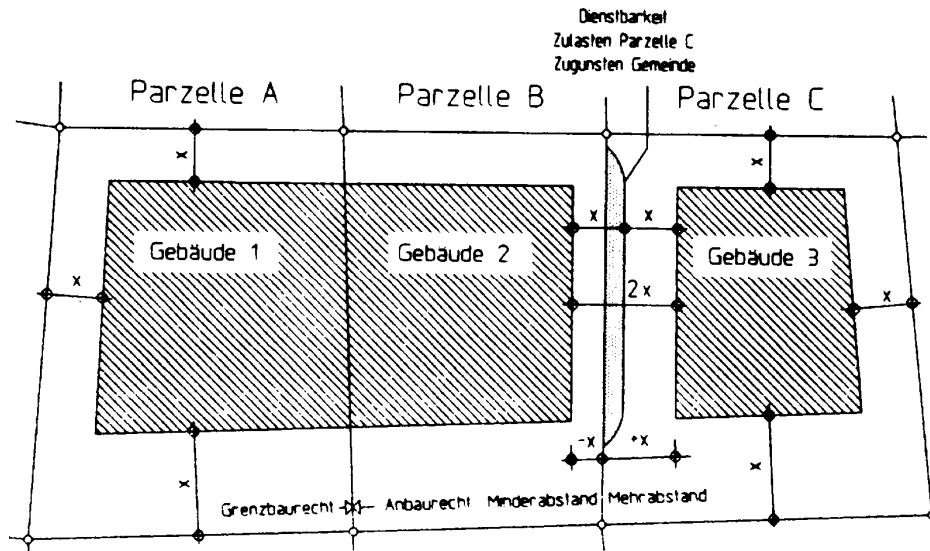 Dienstbarkeit
Zulasten Parzelle C
Zugunsten Gemeinde
Parzelle A
Parzelle B
Parzelle C
x
x
x x
Gebäude 1
Gebäude 2
Gebäude 3
x
2x
x
-x +x
x
x
Grenzbaurecht Anbaurecht Minderabstand Mehrabstand